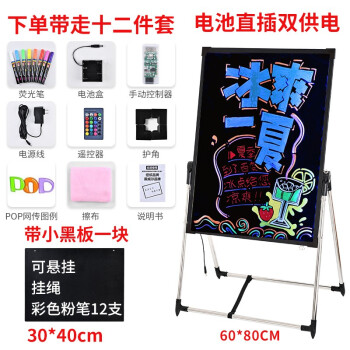 下单带走十二件套
电池直插双供电
荧光笔
电池盒
手动控制器
电源线
遥控器
护角
POP
POP网传图例
擦布
说明书
带小黑板一块
可悬挂
挂绳
彩色粉笔12支
30*40cm
60*80CM
冰爽
一夏